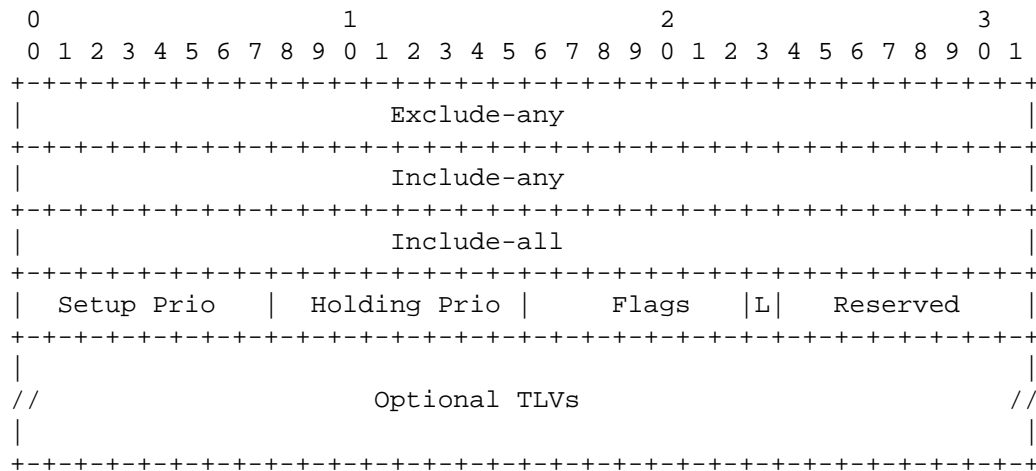 0                   1                   2                   3
 0 1 2 3 4 5 6 7 8 9 0 1 2 3 4 5 6 7 8 9 0 1 2 3 4 5 6 7 8 9 0 1
+-+-+-+-+-+-+-+-+-+-+-+-+-+-+-+-+-+-+-+-+-+-+-+-+-+-+-+-+-+-+-+-+
|                       Exclude-any                             |
+-+-+-+-+-+-+-+-+-+-+-+-+-+-+-+-+-+-+-+-+-+-+-+-+-+-+-+-+-+-+-+-+
|                       Include-any                             |
+-+-+-+-+-+-+-+-+-+-+-+-+-+-+-+-+-+-+-+-+-+-+-+-+-+-+-+-+-+-+-+-+
|                       Include-all                             |
+-+-+-+-+-+-+-+-+-+-+-+-+-+-+-+-+-+-+-+-+-+-+-+-+-+-+-+-+-+-+-+-+
|  Setup Prio   |  Holding Prio |     Flags   |L|   Reserved    |
+-+-+-+-+-+-+-+-+-+-+-+-+-+-+-+-+-+-+-+-+-+-+-+-+-+-+-+-+-+-+-+-+
|                                                               |
//                     Optional TLVs                           //
|                                                               |
+-+-+-+-+-+-+-+-+-+-+-+-+-+-+-+-+-+-+-+-+-+-+-+-+-+-+-+-+-+-+-+-+